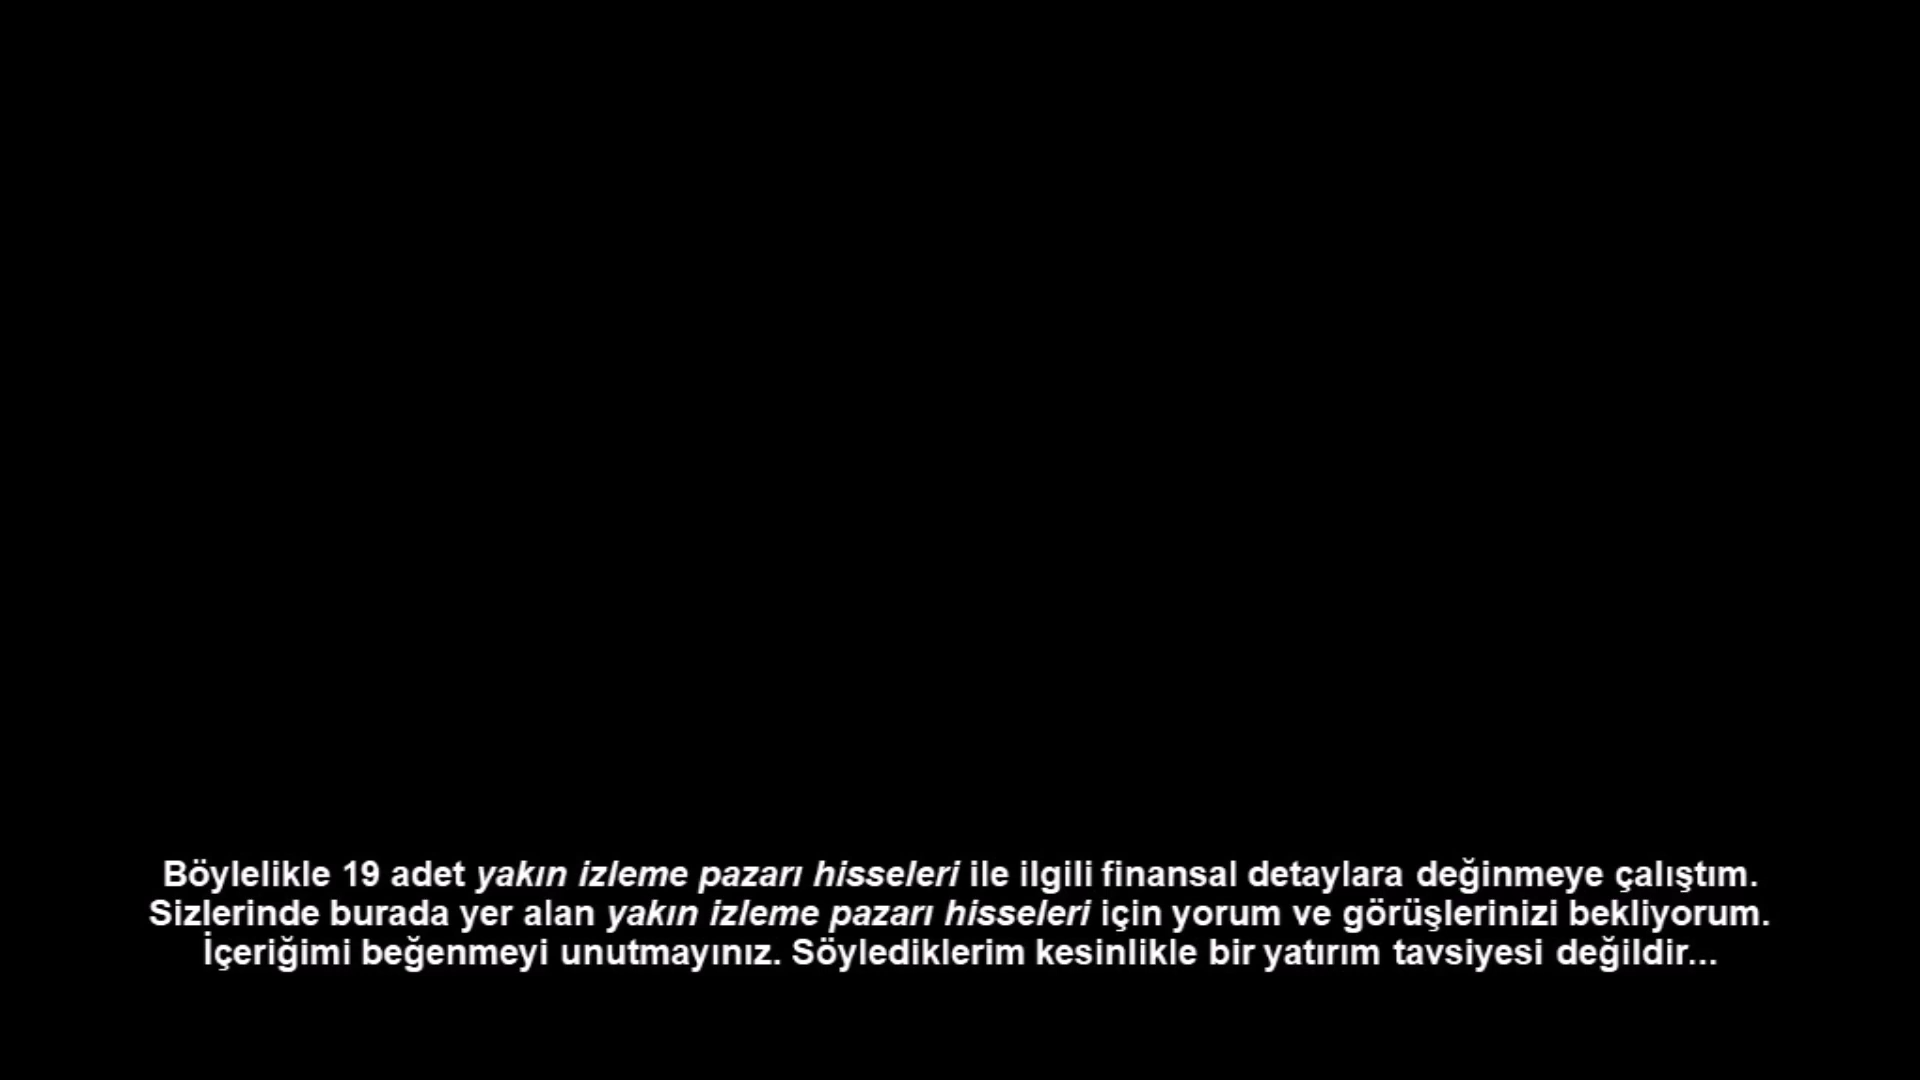 Böylelikle 19 adet yakın izleme pazarı hisseleri ile ilgili finansal detaylara değinmeye çalıştım.
Sizlerinde burada yer alan yakın izleme pazarı hisseleri için yorum ve görüşlerinizi bekliyorum.
İçeriğimi beğenmeyi unutmayınız. Söylediklerim kesinlikle bir yatırım tavsiyesi değildir...